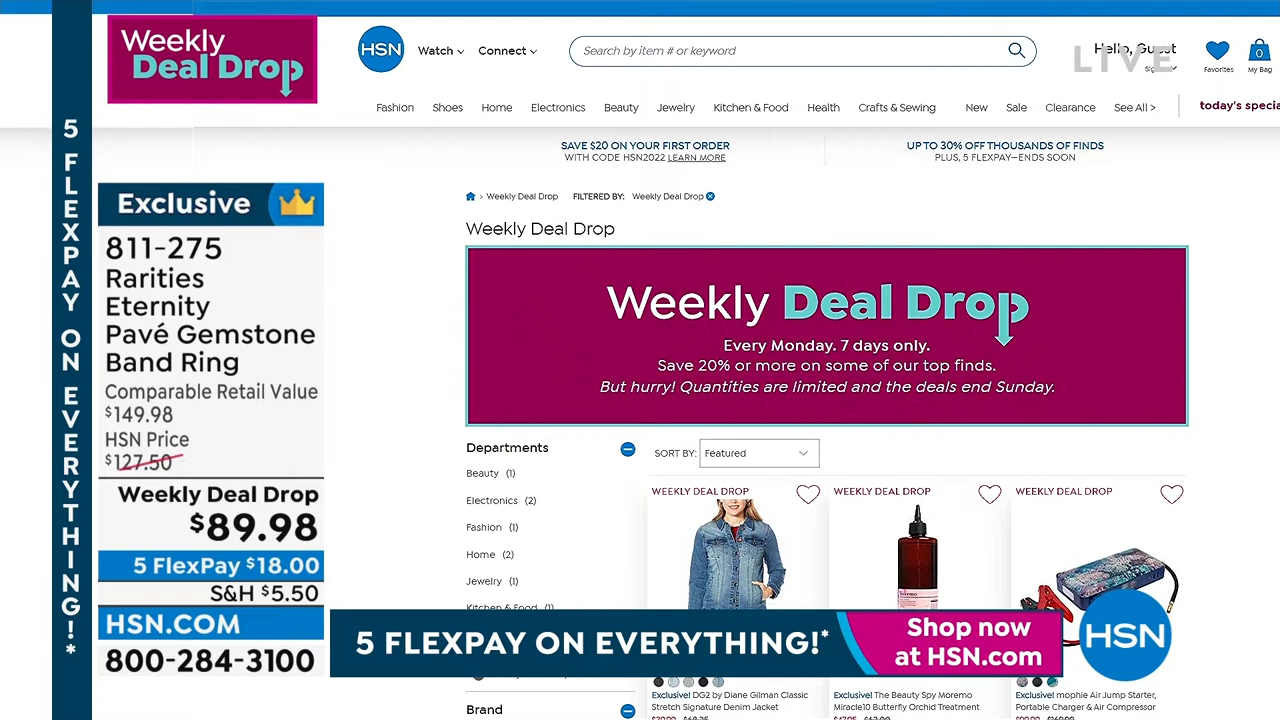 5 FLEXPAY ON EVERYTHING!*
Weekly
Deal Drop
HSN
Watch
Connect
Search by item # or keyword
Hello, Guest
LIVE
Favorites
0
My Bag
Fashion
Shoes
Home
Electronics
Beauty
Jewelry
Kitchen & Food
Health
Crafts & Sewing
New
Sale
Clearance
See All >
today's specia
SAVE $20 ON YOUR FIRST ORDER
WITH CODE HSN2022 LEARN MORE
UP TO 30% OFF THOUSANDS OF FINDS
PLUS, 5 FLEXPAY—ENDS SOON
> Weekly Deal Drop FILTERED BY: Weekly Deal Drop
Weekly Deal Drop
Weekly Deal Drop
Every Monday. 7 days only.
Save 20% or more on some of our top finds.
But hurry! Quantities are limited and the deals end Sunday.
Exclusive
811-275
Rarities
Eternity
Pavé Gemstone
Band Ring
Comparable Retail Value
$149.98
HSN Price
$127.50
Weekly Deal Drop
$89.98
5 FlexPay $18.00
S&H $5.50
HSN.COM
800-284-3100
Departments
Beauty (1)
Electronics (2)
Fashion (1)
Home (2)
Jewelry (1)
Kitchen & Food (1)
Brand
SORT BY: Featured
WEEKLY DEAL DROP
WEEKLY DEAL DROP
WEEKLY DEAL DROP
5 FLEXPAY ON EVERYTHING!*
Shop now
at HSN.com
HSN
Exclusive! DG2 by Diane Gilman Classic
Stretch Signature Denim Jacket
Exclusive! The Beauty Spy Moremo
Miracle10 Butterfly Orchid Treatment
Exclusive! mophie Air Jump Starter,
Portable Charger & Air Compressor